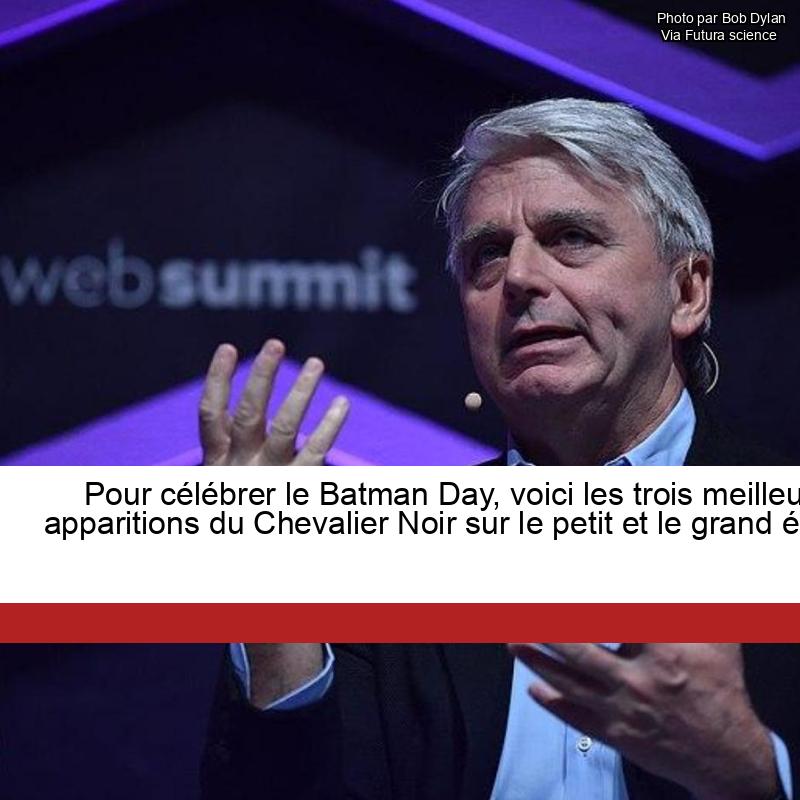 Photo par Bob Dylan
Via Futura science
websummit
Pour célébrer le Batman Day, voici les trois meilleu
apparitions du Chevalier Noir sur le petit et le grand é